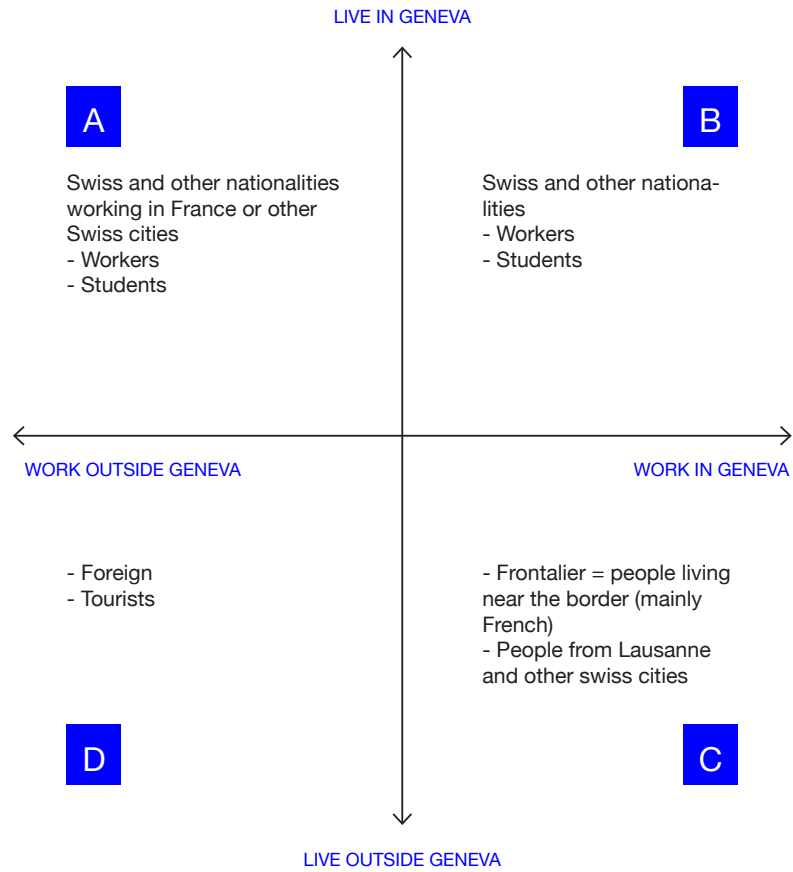 LIVE IN GENEVA
A
Swiss and other nationalities
working in France or other
Swiss cities
- Workers
- Students
B
Swiss and other nationa-
lities
- Workers
- Students
WORK OUTSIDE GENEVA
WORK IN GENEVA
- Foreign
- Tourists
D
- Frontalier = people living
near the border (mainly
French)
- People from Lausanne
and other swiss cities
C
LIVE OUTSIDE GENEVA